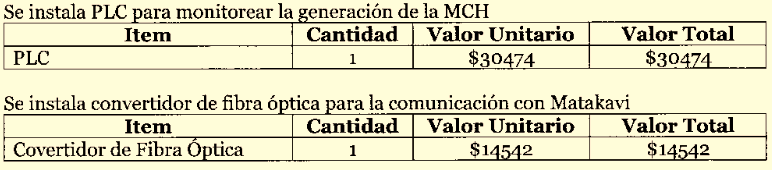 Se instala PLC para monitorear la generación de la MCH
Item Cantidad Valor Unitario Valor Total
PLC 1 $30474 $30474
Se instala convertidor de fibra óptica para la comunicación con Matakavi
Item Cantidad Valor Unitario Valor Total
Covertidor de Fibra Óptica 1 $14542 $14542